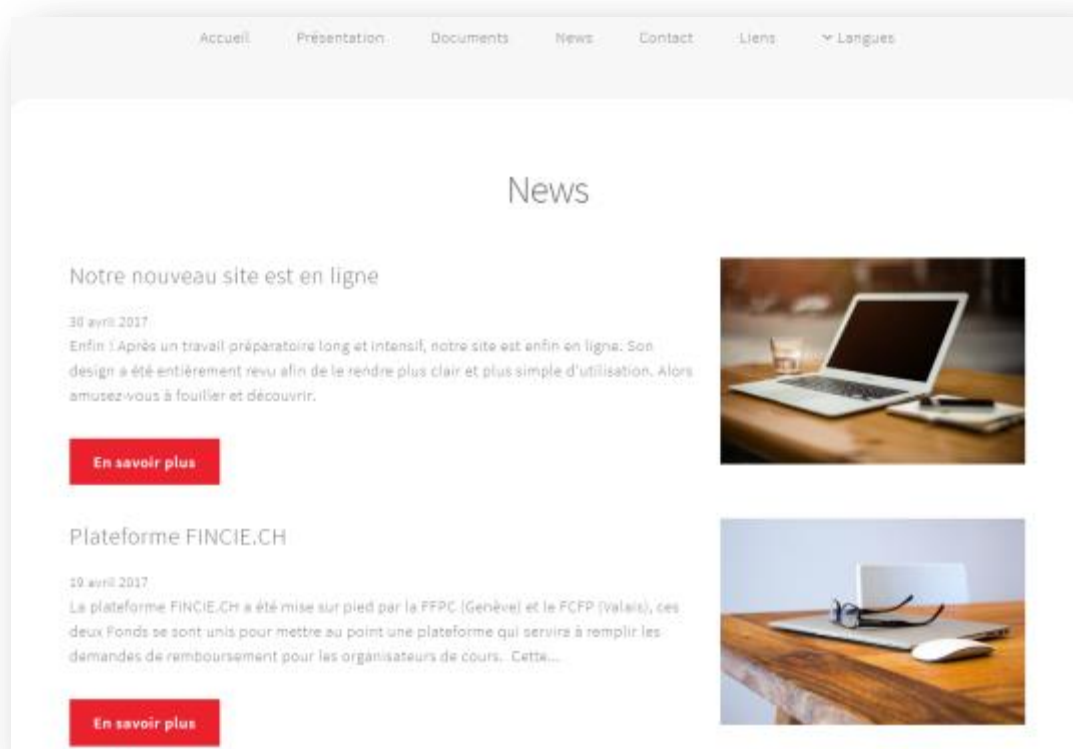 Accueil Présentation Documents News Contact Liens Langues
News
Notre nouveau site est en ligne
30 avril 2017
Enfin ! Après un travail préparatoire long et intensif, notre site est enfin en ligne. Son
design a été entièrement revu afin de le rendre plus clair et plus simple d'utilisation. Alors
amusez-vous à fouiller et découvrir.
En savoir plus
Plateforme FINCIE.CH
19 avril 2017
La plateforme FINCIE.CH a été mise sur pied par la FFPC (Genève) et le FCFP (Valais), ces
deux Fonds se sont unis pour mettre au point une plateforme qui servira à remplir les
demandes de remboursement pour les organisateurs de cours. Cette...
En savoir plus